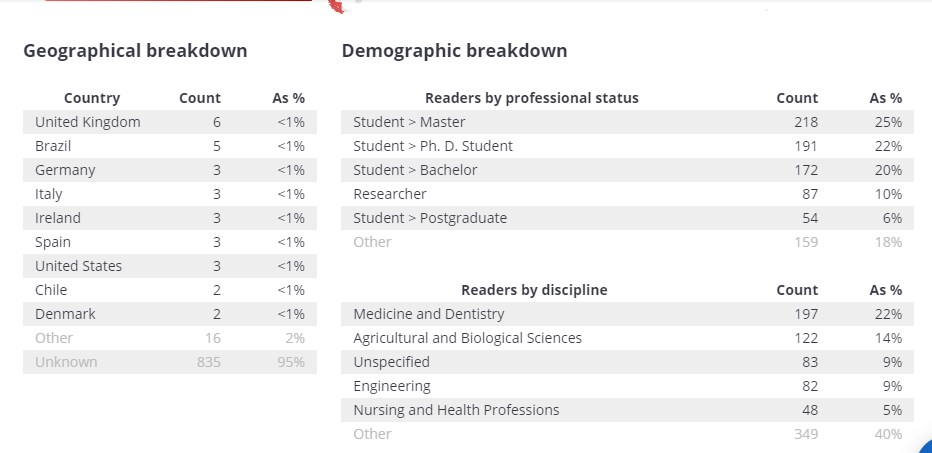 Geographical breakdown
Country Count As %
United Kingdom 6 <1%
Brazil 5 <1%
Germany 3 <1%
Italy 3 <1%
Ireland 3 <1%
Spain 3 <1%
United States 3 <1%
Chile 2 <1%
Denmark 2 <1%
Other 16 2%
Unknown 835 95%
Demographic breakdown
Readers by professional status Count As %
Student > Master 218 25%
Student > Ph. D. Student 191 22%
Student > Bachelor 172 20%
Researcher 87 10%
Student > Postgraduate 54 6%
Other 159 18%
Readers by discipline Count As %
Medicine and Dentistry 197 22%
Agricultural and Biological Sciences 122 14%
Unspecified 83 9%
Engineering 82 9%
Nursing and Health Professions 48 5%
Other 349 40%